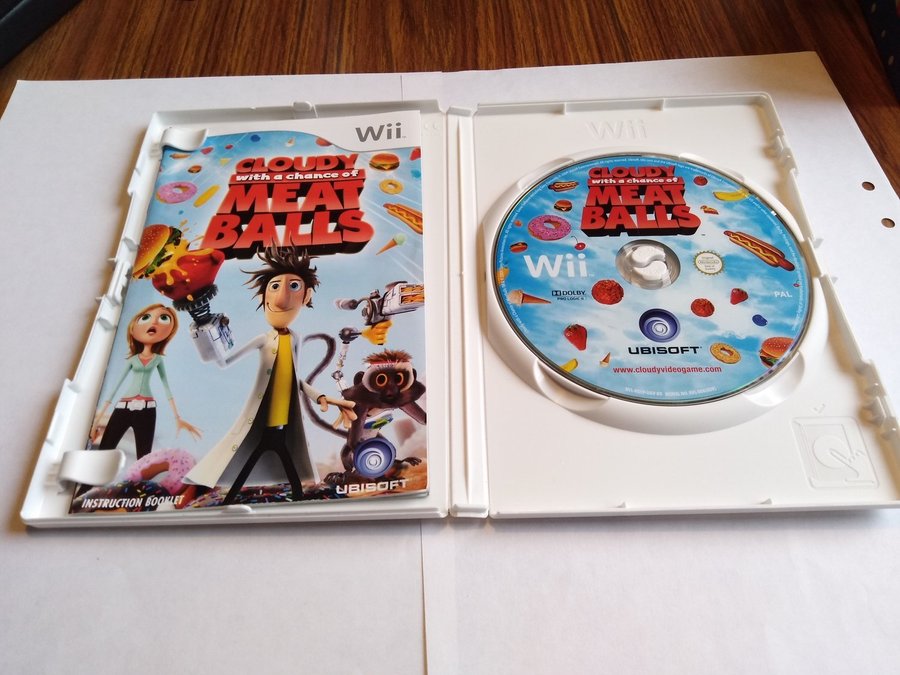 Wii
CLOUDY
with a chance of
MEAT
BALLS
UBISOFT
INSTRUCTION BOOKLET
Wii
CLOUDY
with a chance of
MEAT
BALLS
Wii
DOLBY
PRO LOGIC II
PAL
UBISOFT
www.cloudyvideogame.com